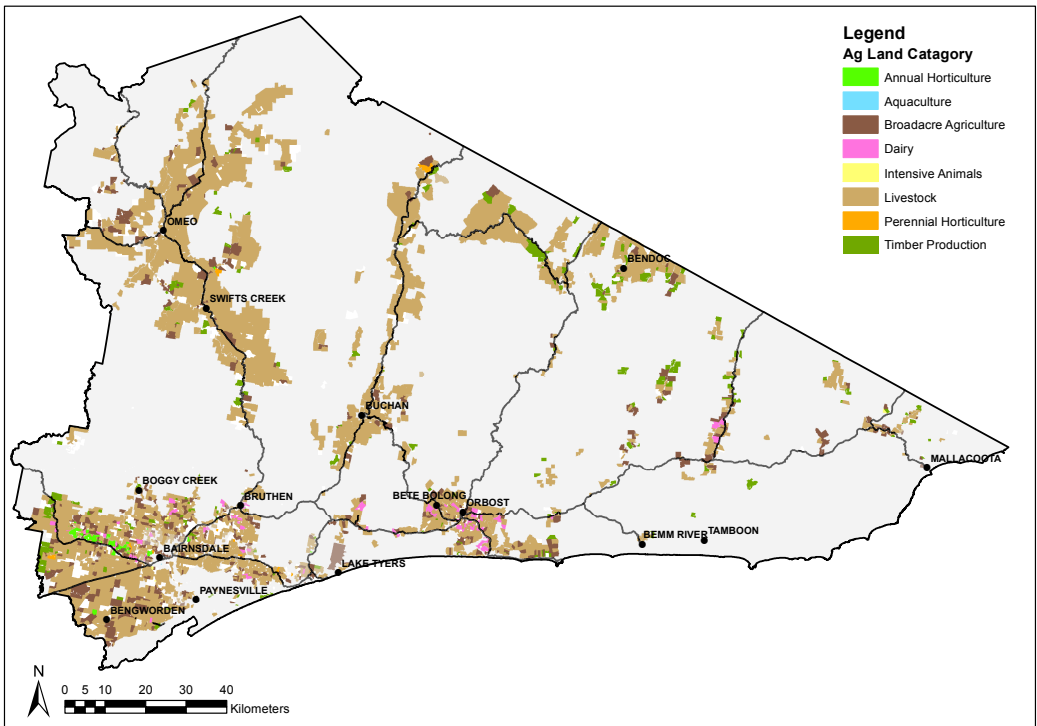 Legend
Ag Land Catagory
Annual Horticulture
Aquaculture
Broadacre Agriculture
Dairy
Intensive Animals
Livestock
Perennial Horticulture
Timber Production
OMEO
BENDOC
SWIFTS CREEK
BUCHAN
MALLACOOTA
BOGGY CREEK
BRUTHEN
BETE BOLONG
ORBOST
BAIRNSDALE
BEMM RIVER
TAMBOON
LAKE TYERS
PAYNESVILLE
BENGWORDEN
N
0 5 10 20 30 40
Kilometers